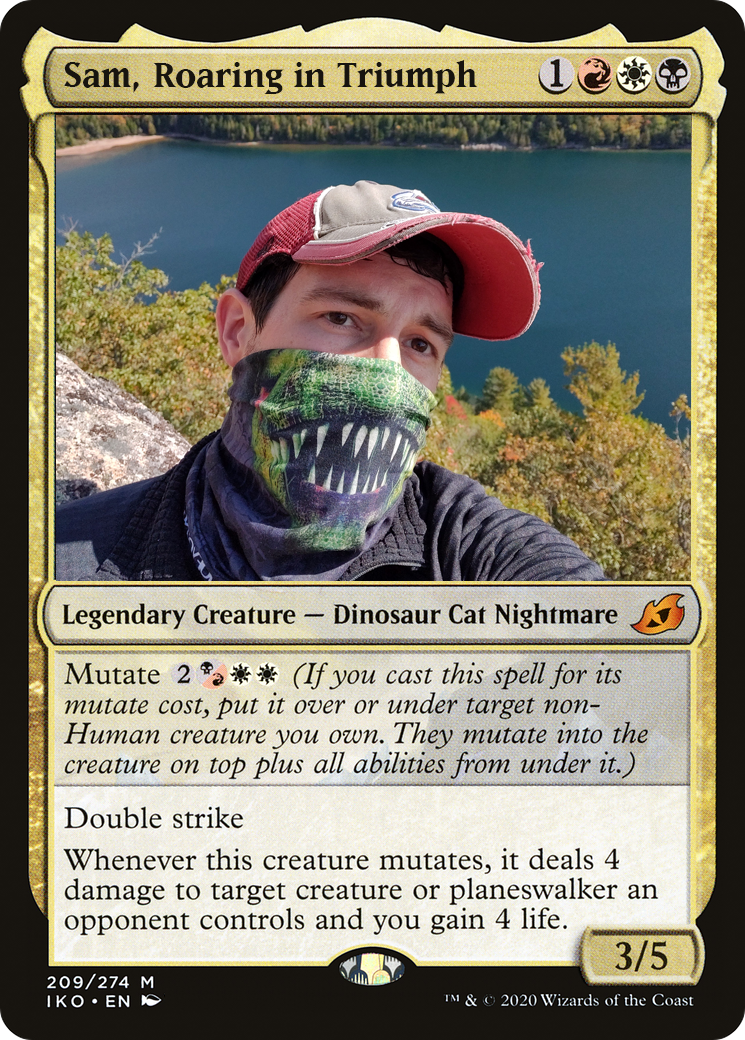 Sam, Roaring in Triumph 1
Legendary Creature — Dinosaur Cat Nightmare
Mutate 2 (If you cast this spell for its
mutate cost, put it over or under target non-
Human creature you own. They mutate into the
creature on top plus all abilities from under it.)
Double strike
Whenever this creature mutates, it deals 4
damage to target creature or planeswalker an
opponent controls and you gain 4 life.
3/5
209/274 M
IKO • EN
™ & © 2020 Wizards of the Coast